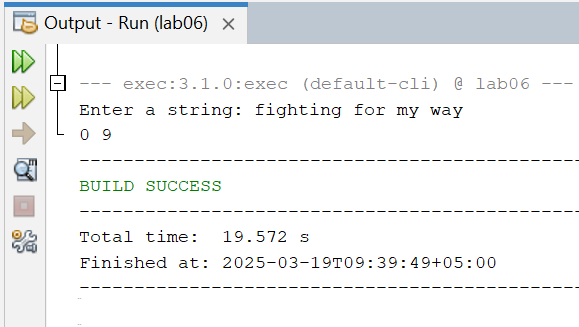 Output - Run (lab06) ×
--- exec:3.1.0:exec (default-cli) @ lab06 ---
Enter a string: fighting for my way
0 9
------------------------------------------------
BUILD SUCCESS
------------------------------------------------
Total time:  19.572 s
Finished at: 2025-03-19T09:39:49+05:00
------------------------------------------------